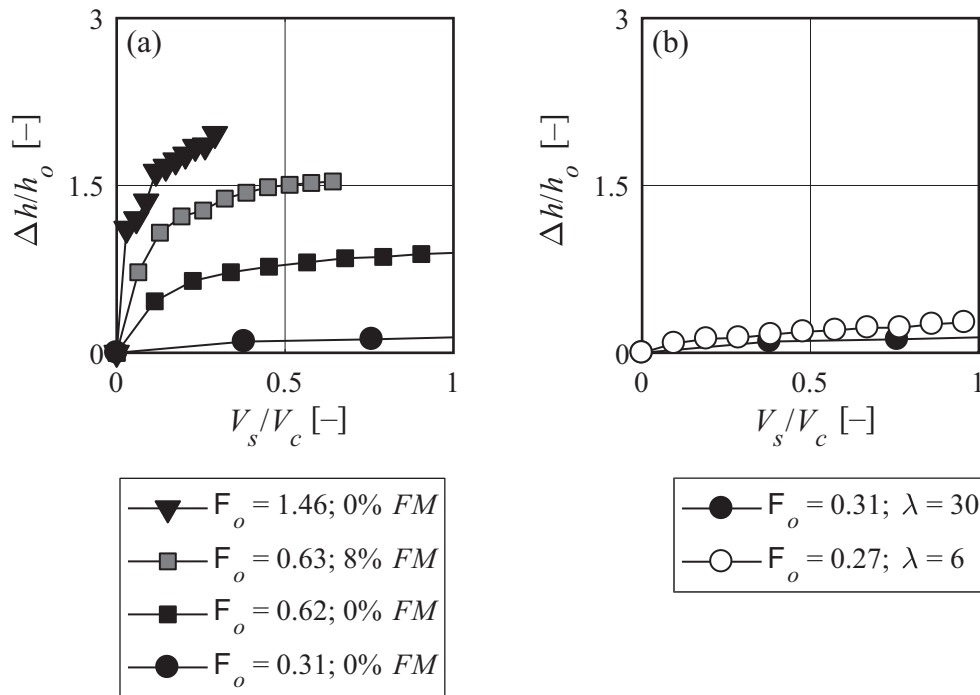 3
(a)
1.5
0
0
0.5
1
Δh/h_o [–]
V_s/V_c [–]
3
(b)
1.5
0
0
0.5
1
Δh/h_o [–]
V_s/V_c [–]
F_o = 1.46; 0% FM
F_o = 0.63; 8% FM
F_o = 0.62; 0% FM
F_o = 0.31; 0% FM
F_o = 0.31; λ = 30
F_o = 0.27; λ = 6